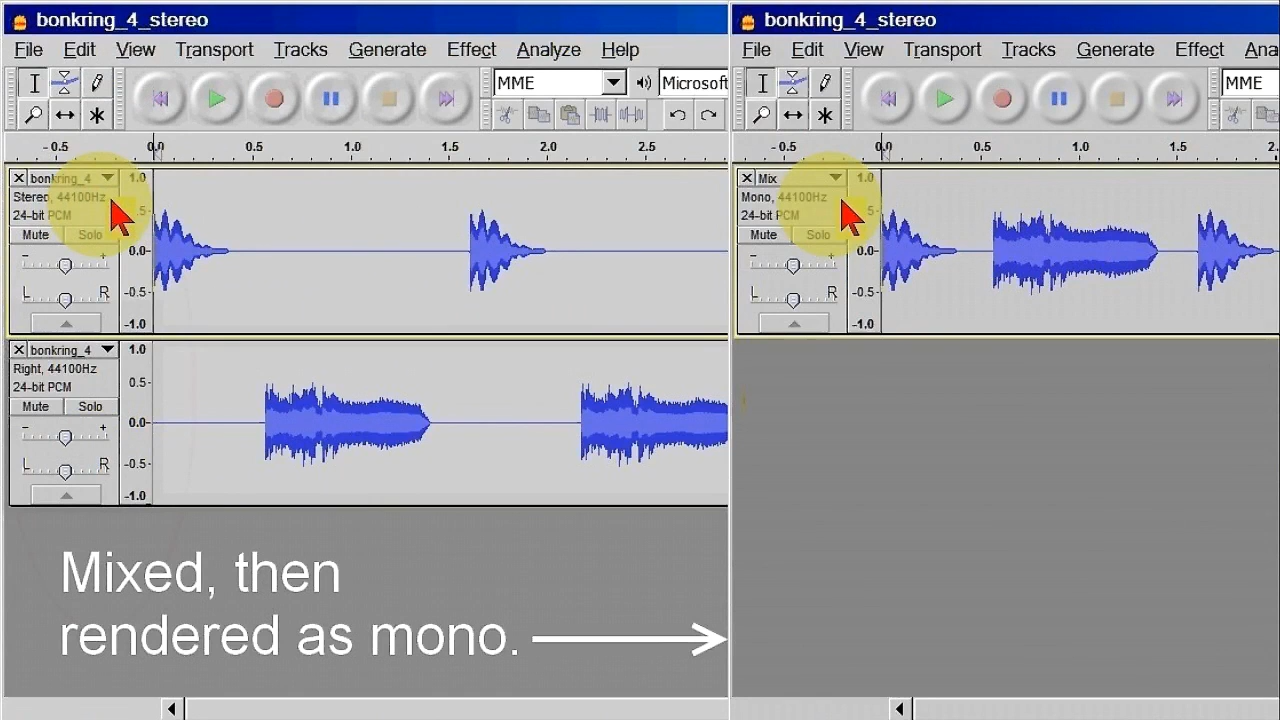 bonkring_4_stereo
File Edit View Transport Tracks Generate Effect Analyze Help
MME Microsoft
-0.5 0.0 0.5 1.0 1.5 2.0 2.5
bonkring_4
Stereo, 44100Hz
24-bit PCM
Mute Solo
- +
L R
1.0
0.0-
-0.5-
-1.0
bonkring_4
Right, 44100Hz
24-bit PCM
Mute Solo
- +
L R
1.0
0.5-
0.0-
-0.5-
-1.0
Mixed, then
rendered as mono.
bonkring_4_stereo
File Edit View Transport Tracks Generate Effect Ana
MME
-0.5 0.0 0.5 1.0 1.5 2.
Mix
Mono, 44100Hz
24-bit PCM
Mute Solo
- +
L R
1.0
0.0-
-0.5-
-1.0